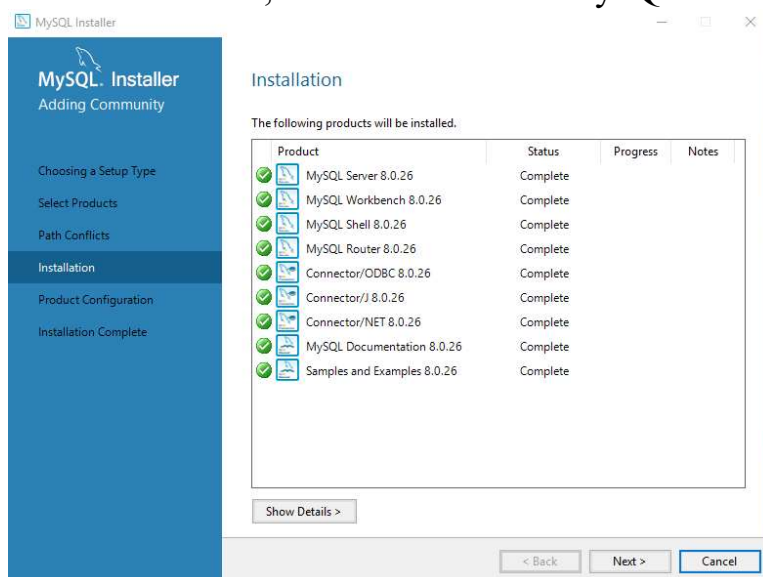 MySQL Installer
MySQL. Installer
Adding Community
Choosing a Setup Type
Select Products
Path Conflicts
Installation
Product Configuration
Installation Complete
Installation
The following products will be installed.
Product Status Progress Notes
MySQL Server 8.0.26 Complete
MySQL Workbench 8.0.26 Complete
MySQL Shell 8.0.26 Complete
MySQL Router 8.0.26 Complete
Connector/ODBC 8.0.26 Complete
Connector/J 8.0.26 Complete
Connector/NET 8.0.26 Complete
MySQL Documentation 8.0.26 Complete
Samples and Examples 8.0.26 Complete
Show Details >
< Back Next > Cancel